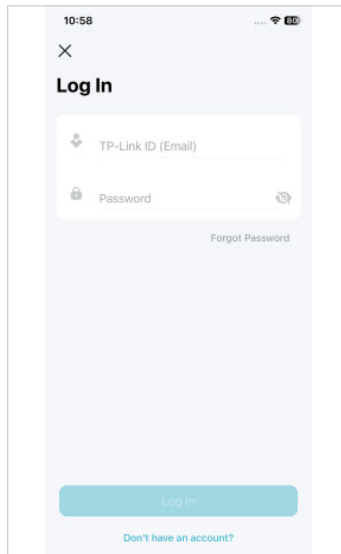 10:58
80
Log In
TP-Link ID (Email)
Password
Forgot Password
Log In
Don't have an account?